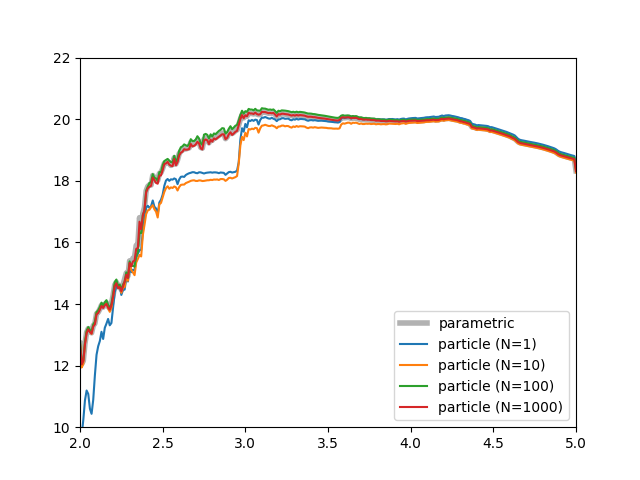 22
20
18
16
14
12
10
2.0 2.5 3.0 3.5 4.0 4.5 5.0
parametric
particle (N=1)
particle (N=10)
particle (N=100)
particle (N=1000)